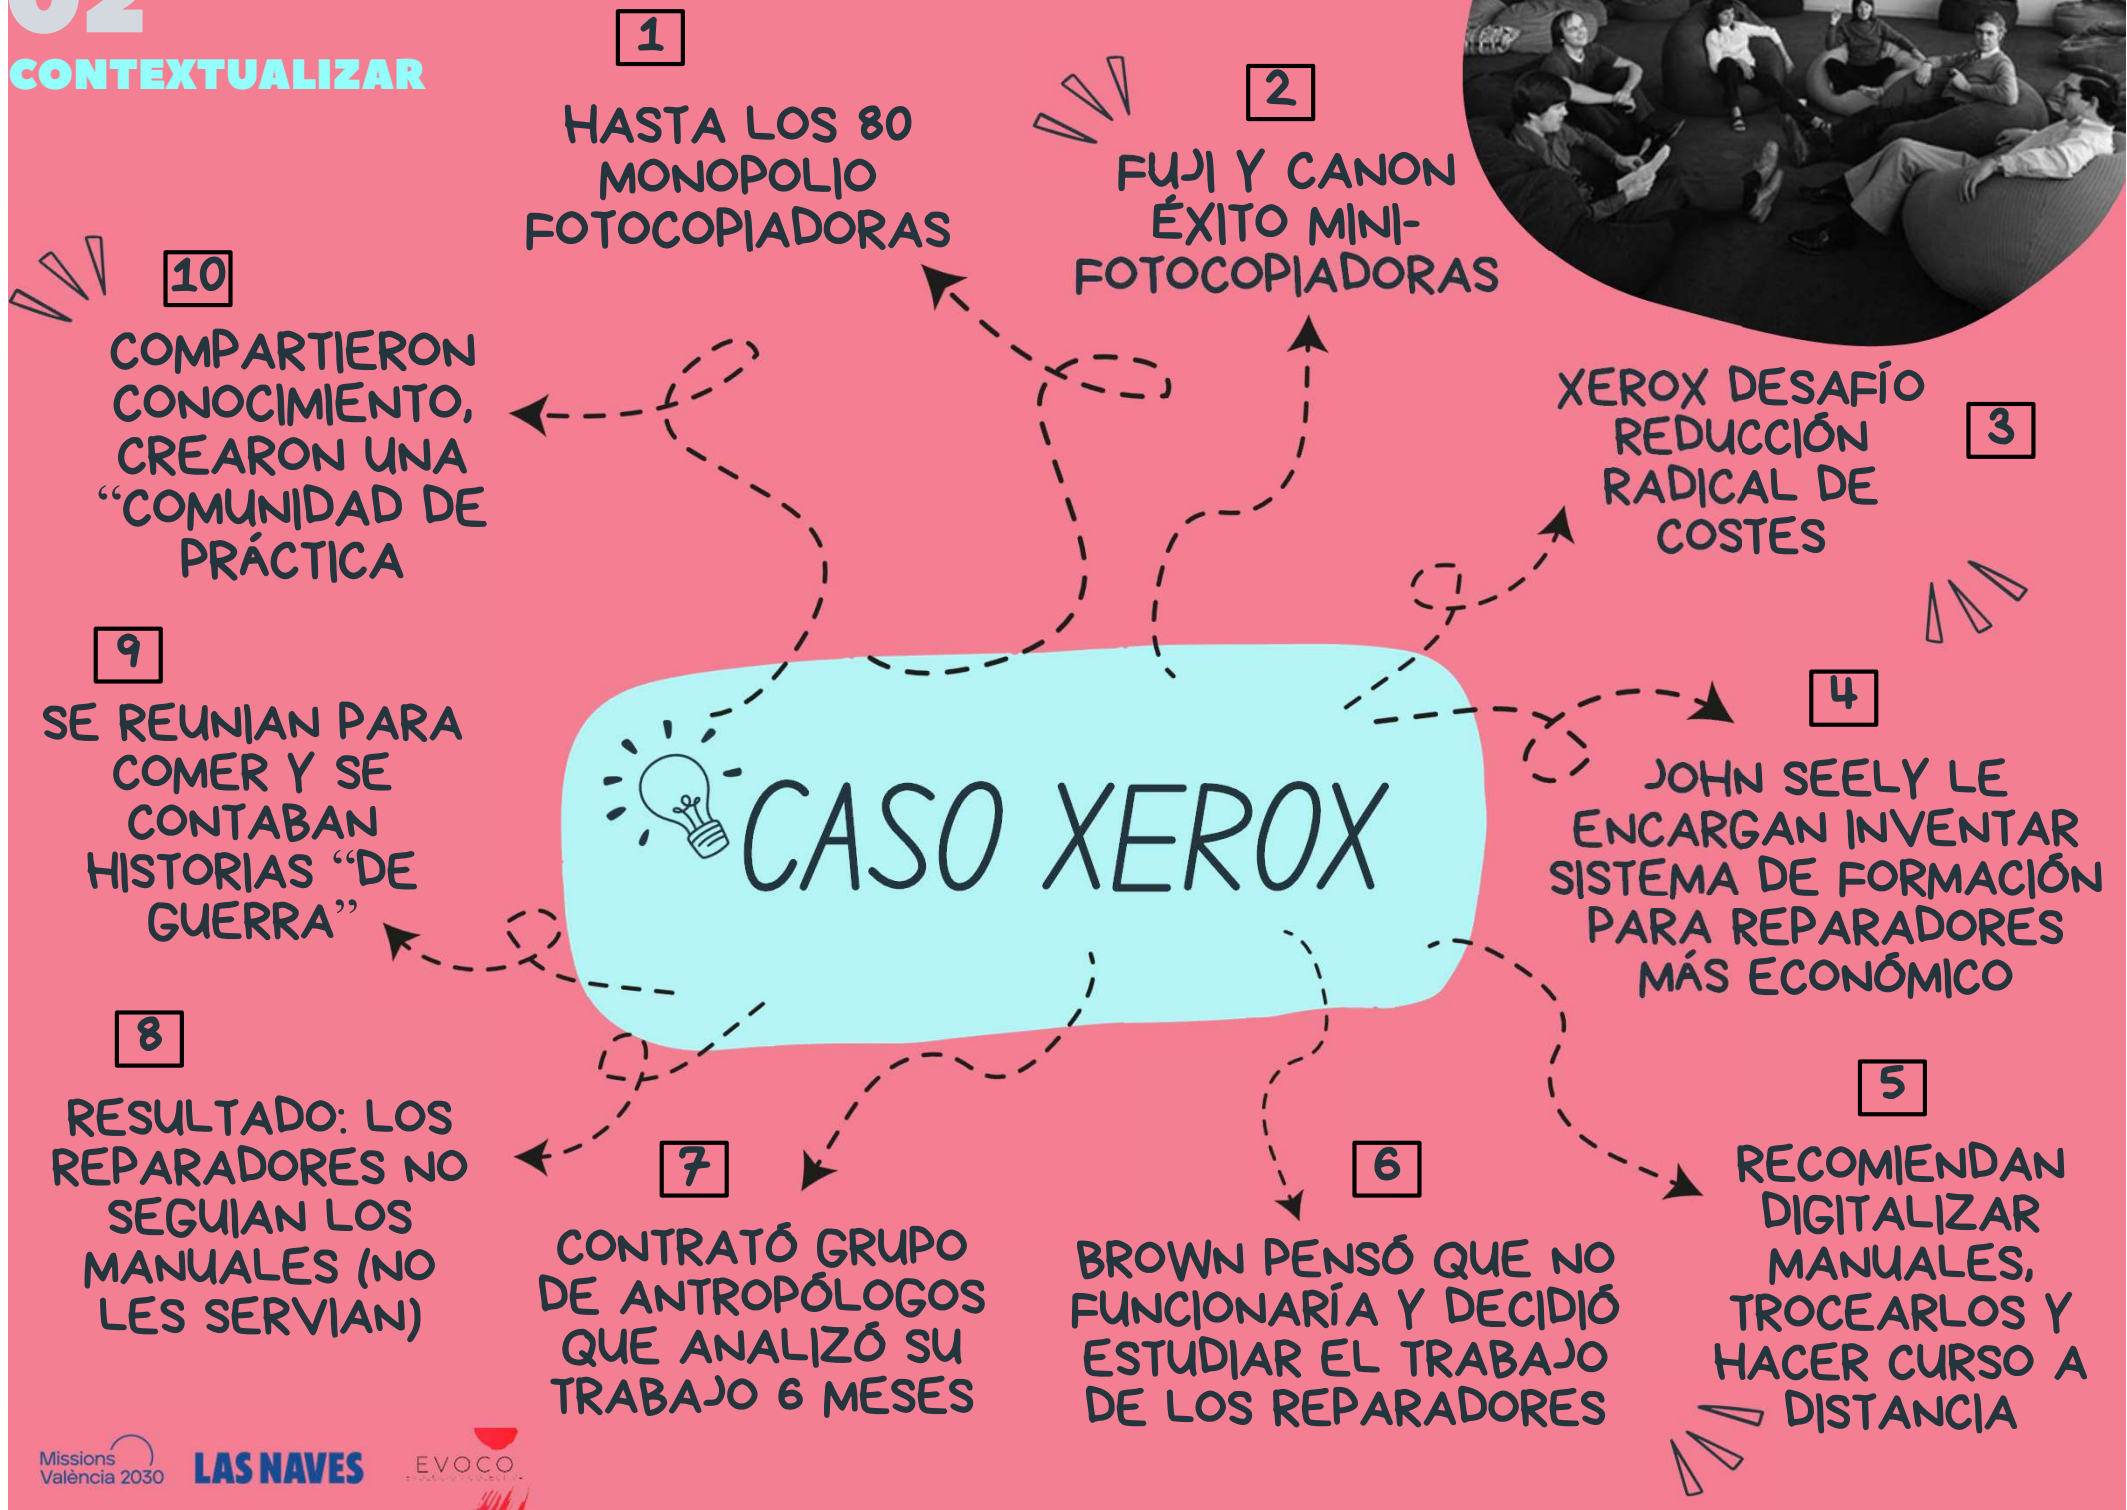 02
CONTEXTUALIZAR
1
HASTA LOS 80
MONOPOLIO
FOTOCOPIADORAS
2
FUJI Y CANON
ÉXITO MINI-
FOTOCOPIADORAS
XEROX DESAFÍO
REDUCCIÓN
RADICAL DE
COSTES
3
4
JOHN SEELY LE
ENCARGAN INVENTAR
SISTEMA DE FORMACIÓN
PARA REPARADORES
MÁS ECONÓMICO
5
RECOMIENDAN
DIGITALIZAR
MANUALES,
TROCEARLOS Y
HACER CURSO A
DISTANCIA
6
BROWN PENSÓ QUE NO
FUNCIONARÍA Y DECIDIÓ
ESTUDIAR EL TRABAJO
DE LOS REPARADORES
7
CONTRATÓ GRUPO
DE ANTROPÓLOGOS
QUE ANALIZÓ SU
TRABAJO 6 MESES
8
RESULTADO: LOS
REPARADORES NO
SEGUIAN LOS
MANUALES (NO
LES SERVIAN)
9
SE REUNIAN PARA
COMER Y SE
CONTABAN
HISTORIAS “DE
GUERRA”
10
COMPARTIERON
CONOCIMIENTO,
CREARON UNA
“COMUNIDAD DE
PRÁCTICA
CASO XEROX
Missions
València 2030
LAS NAVES
EVOCO